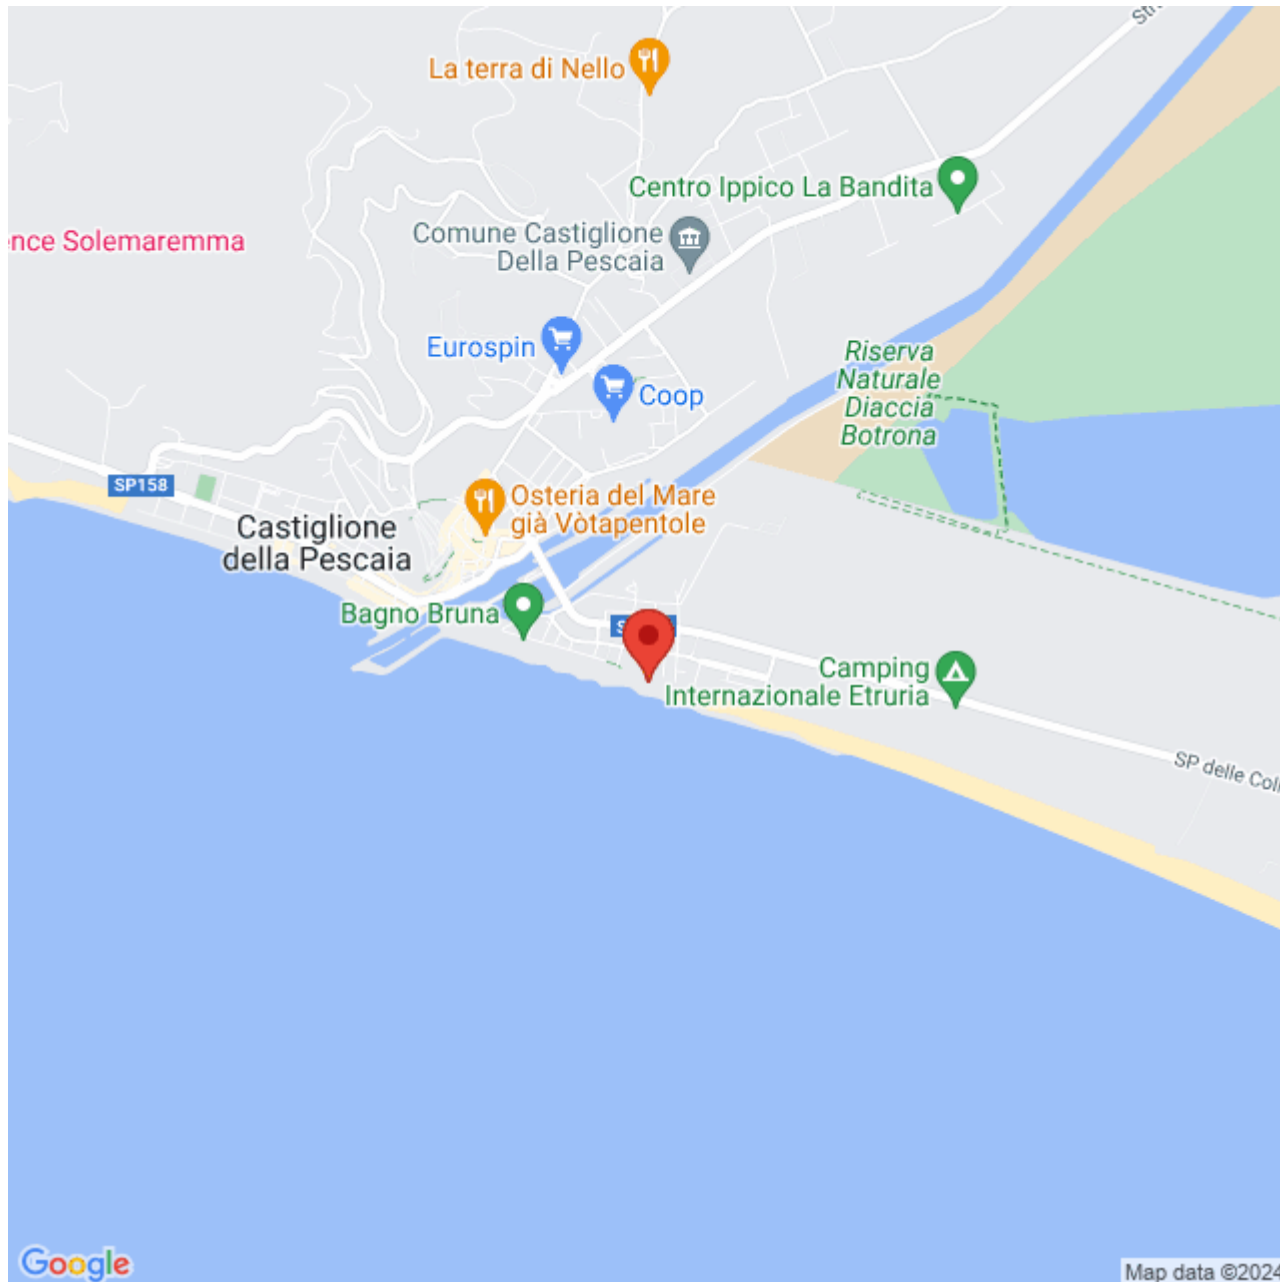 Str
La terra di Nello
Centro Ippico La Bandita
Comune Castiglione
Della Pescaia
ence Solemaremma
Eurospin
Coop
Riserva
Naturale
Diaccia
Botrona
SP158
Osteria del Mare
già Vòtapentole
Castiglione
della Pescaia
Bagno Bruna
S
Camping
Internazionale Etruria
SP delle Coll
Google
Map data ©2024